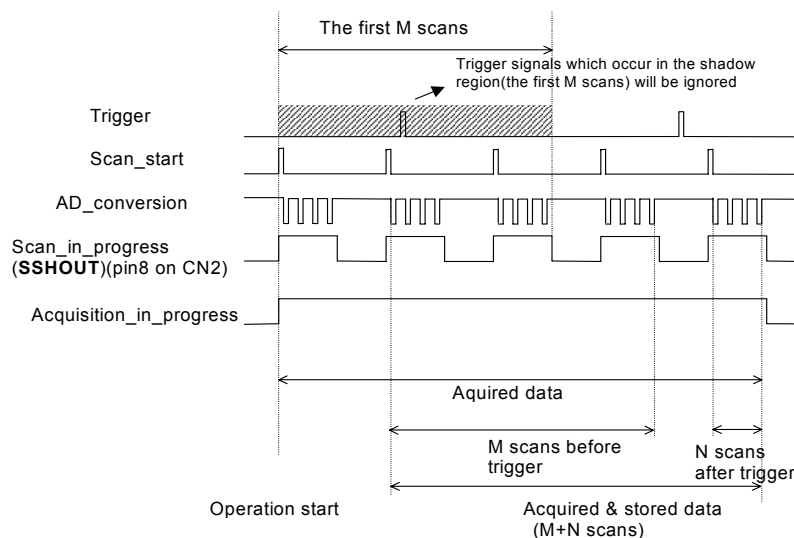 The first M scans
Trigger signals which occur in the shadow
region(the first M scans) will be ignored
Trigger
Scan_start
AD_conversion
Scan_in_progress
(SSHOUT)(pin8 on CN2)
Acquisition_in_progress
Aquired data
M scans before
trigger
N scans
after trigger
Operation start
Acquired & stored data
(M+N scans)